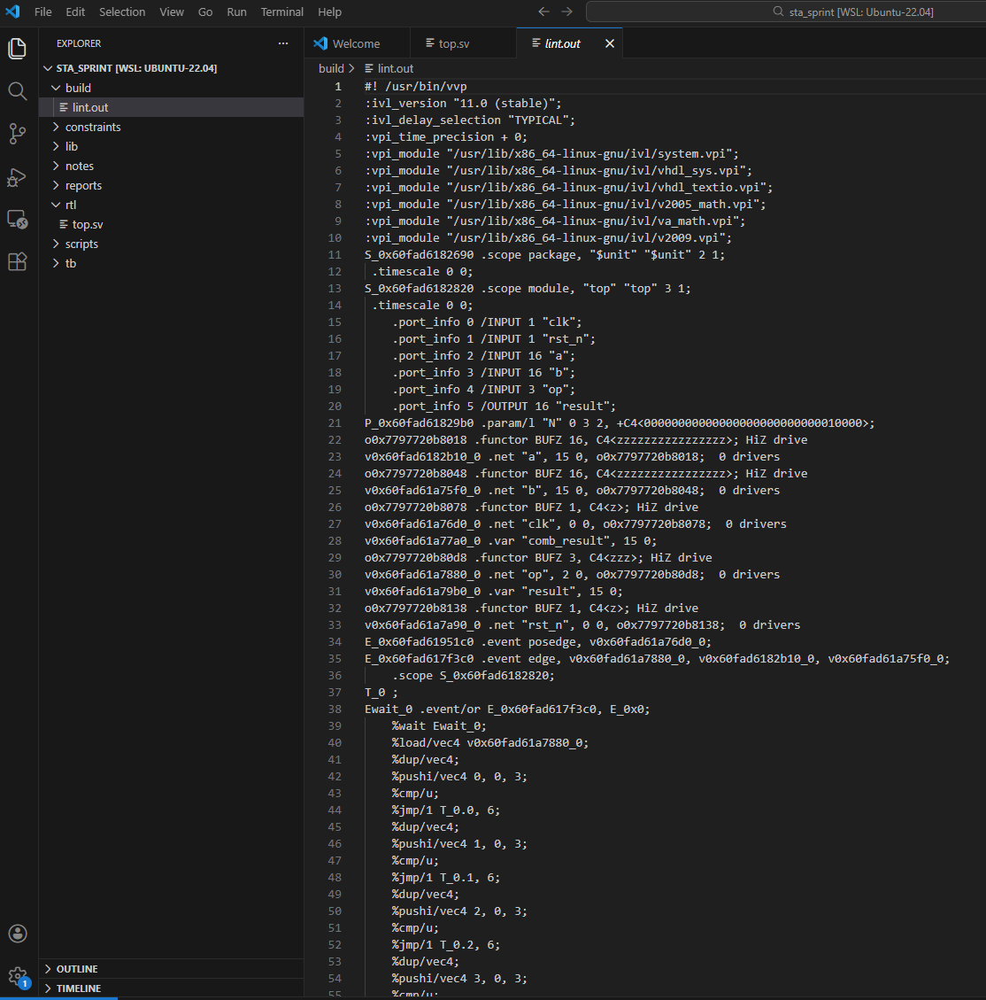 File Edit Selection View Go Run Terminal Help
sta_sprint [WSL: Ubuntu-22.04]
EXPLORER
Welcome
top.sv
lint.out
STA_SPRINT [WSL: UBUNTU-22.04]
build
lint.out
constraints
lib
notes
reports
rtl
top.sv
scripts
tb
OUTLINE
TIMELINE
1
build > lint.out
1 #! /usr/bin/vvp
2 :ivl_version "11.0 (stable)";
3 :ivl_delay_selection "TYPICAL";
4 :vpi_time_precision + 0;
5 :vpi_module "/usr/lib/x86_64-linux-gnu/ivl/system.vpi";
6 :vpi_module "/usr/lib/x86_64-linux-gnu/ivl/vhdl_sys.vpi";
7 :vpi_module "/usr/lib/x86_64-linux-gnu/ivl/vhdl_textio.vpi";
8 :vpi_module "/usr/lib/x86_64-linux-gnu/ivl/v2005_math.vpi";
9 :vpi_module "/usr/lib/x86_64-linux-gnu/ivl/va_math.vpi";
10 :vpi_module "/usr/lib/x86_64-linux-gnu/ivl/v2009.vpi";
11 S_0x60fad6182690 .scope package, "$unit" "$unit" 2 1;
12 .timescale 0 0;
13 S_0x60fad6182820 .scope module, "top" "top" 3 1;
14 .timescale 0 0;
15 .port_info 0 /INPUT 1 "clk";
16 .port_info 1 /INPUT 1 "rst_n";
17 .port_info 2 /INPUT 16 "a";
18 .port_info 3 /INPUT 16 "b";
19 .port_info 4 /INPUT 3 "op";
20 .port_info 5 /OUTPUT 16 "result";
21 P_0x60fad61829b0 .param/l "N" 0 3 2, +C4<00000000000000000000000000010000>;
22 o0x7797720b8018 .functor BUFZ 16, C4<zzzzzzzzzzzzzzzz>; HiZ drive
23 v0x60fad6182b10_0 .net "a", 15 0, o0x7797720b8018;  0 drivers
24 o0x7797720b8048 .functor BUFZ 16, C4<zzzzzzzzzzzzzzzz>; HiZ drive
25 v0x60fad61a75f0_0 .net "b", 15 0, o0x7797720b8048;  0 drivers
26 o0x7797720b8078 .functor BUFZ 1, C4<z>; HiZ drive
27 v0x60fad61a76d0_0 .net "clk", 0 0, o0x7797720b8078;  0 drivers
28 v0x60fad61a77a0_0 .var "comb_result", 15 0;
29 o0x7797720b80d8 .functor BUFZ 3, C4<zzz>; HiZ drive
30 v0x60fad61a7880_0 .net "op", 2 0, o0x7797720b80d8;  0 drivers
31 v0x60fad61a79b0_0 .var "result", 15 0;
32 o0x7797720b8138 .functor BUFZ 1, C4<z>; HiZ drive
33 v0x60fad61a7a90_0 .net "rst_n", 0 0, o0x7797720b8138;  0 drivers
34 E_0x60fad61951c0 .event posedge, v0x60fad61a76d0_0;
35 E_0x60fad617f3c0 .event edge, v0x60fad61a7880_0, v0x60fad6182b10_0, v0x60fad61a75f0_0;
36 .scope S_0x60fad6182820;
37 T_0 ;
38 Ewait_0 .event/or E_0x60fad617f3c0, E_0x0;
39 %wait Ewait_0;
40 %load/vec4 v0x60fad61a7880_0;
41 %dup/vec4;
42 %pushi/vec4 0, 0, 3;
43 %cmp/u;
44 %jmp/1 T_0.0, 6;
45 %dup/vec4;
46 %pushi/vec4 1, 0, 3;
47 %cmp/u;
48 %jmp/1 T_0.1, 6;
49 %dup/vec4;
50 %pushi/vec4 2, 0, 3;
51 %cmp/u;
52 %jmp/1 T_0.2, 6;
53 %dup/vec4;
54 %pushi/vec4 3, 0, 3;
55 %cmp/u;